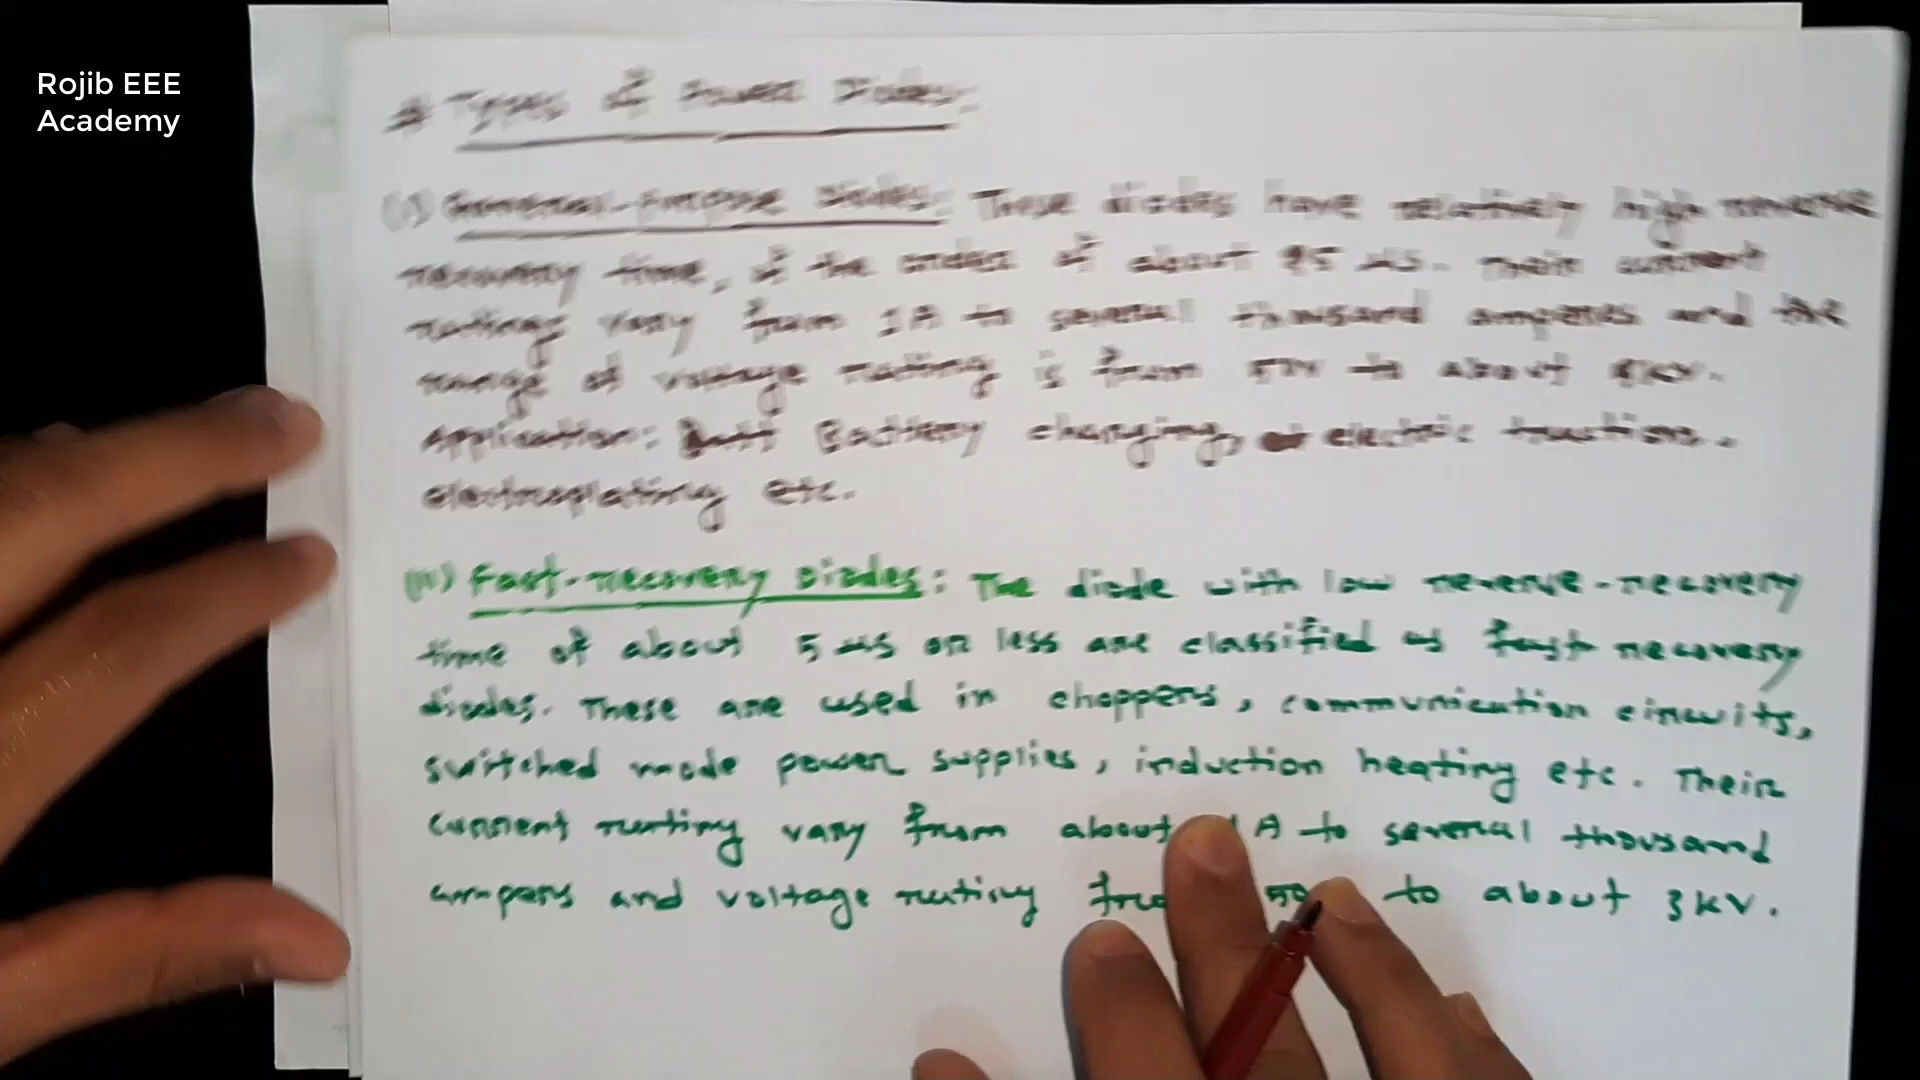 Rojib EEE
Academy
# Types of Power Diodes:
(i) General-Purpose Diodes: These diodes have relatively high reverse
recovery time, of the order of about 25 μs. Their current
ratings vary from 1A to several thousand amperes and the
range of voltage rating is from 50V to about 5KV.
Application: Battery charging, electric traction.
electroplating etc.
(ii) Fast-recovery Diodes: The diode with low reverse-recovery
time of about 5 μs or less are classified as fast recovery
diodes. These are used in choppers, communication circuits,
switched mode power supplies, induction heating etc. Their
current rating vary from about 1A to several thousand
ampers and voltage rating 50 to about 3KV.